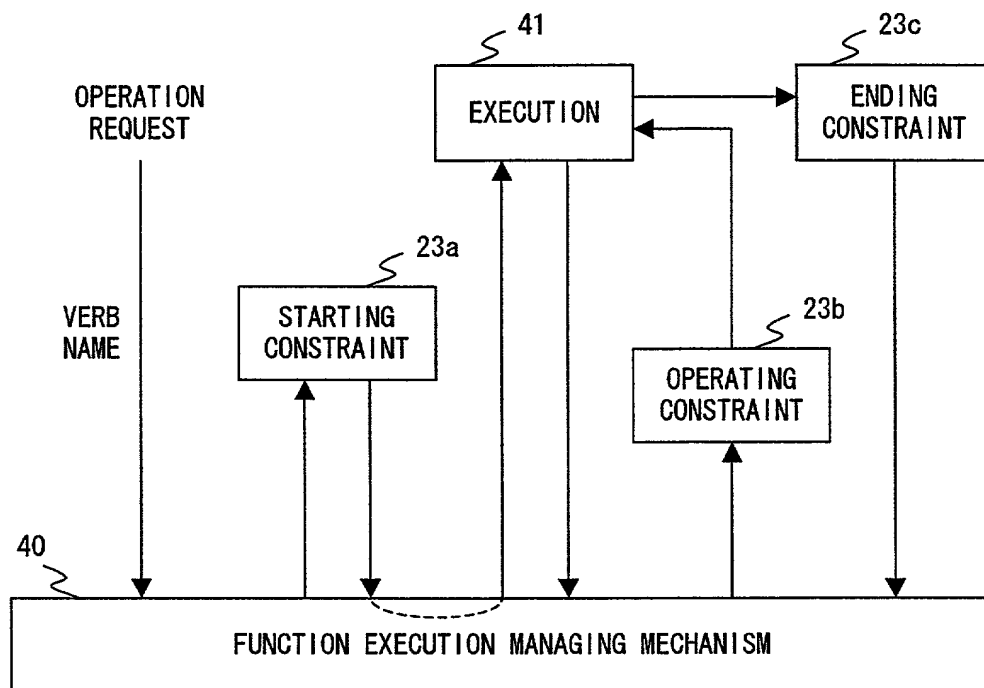 41
23c
OPERATION
REQUEST
EXECUTION
ENDING
CONSTRAINT
23a
VERB
NAME
STARTING
CONSTRAINT
23b
OPERATING
CONSTRAINT
40
FUNCTION EXECUTION MANAGING MECHANISM